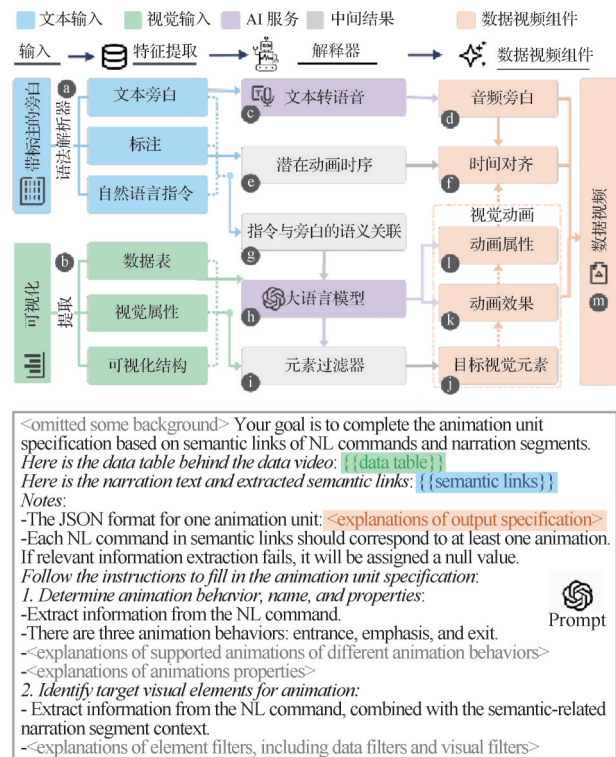 文本输入 视觉输入 AI 服务 中间结果 数据视频组件
输入 特征提取 解释器 数据视频组件
带标注的旁白
语法解析器
a
文本旁白
标注
自然语言指令
c 文本转语音
d 音频旁白
e 潜在动画时序
f 时间对齐
指令与旁白的语义关联
g
视觉动画
可视化
提取
b
数据表
视觉属性
可视化结构
大语言模型
h
元素过滤器
i
动画属性
l
动画效果
k
目标视觉元素
j
数据视频
m
<omitted some background> Your goal is to complete the animation unit
specification based on semantic links of NL commands and narration segments.
Here is the data table behind the data video: {{data table}}
Here is the narration text and extracted semantic links: {{semantic links}}
Notes:
-The JSON format for one animation unit: <explanations of output specification>
-Each NL command in semantic links should correspond to at least one animation.
If relevant information extraction fails, it will be assigned a null value.
Follow the instructions to fill in the animation unit specification:
1. Determine animation behavior, name, and properties:
-Extract information from the NL command.
-There are three animation behaviors: entrance, emphasis, and exit.
-<explanations of supported animations of different animation behaviors>
-<explanations of animations properties>
2. Identify target visual elements for animation:
- Extract information from the NL command, combined with the semantic-related
narration segment context.
-<explanations of element filters, including data filters and visual filters>
Prompt